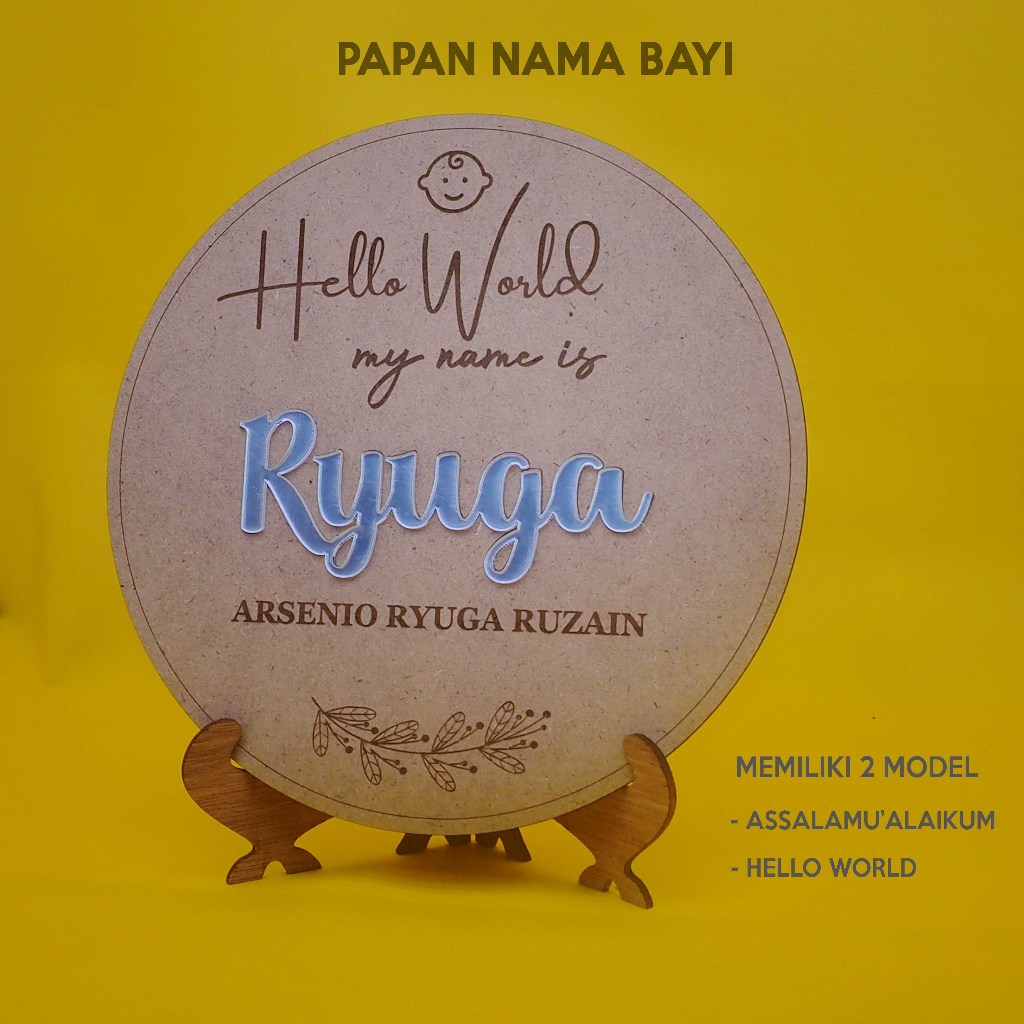 PAPAN NAMA BAYI
Hello World
my name is
Ryuga
ARSENIO RYUGA RUZAIN
MEMILIKI 2 MODEL
- ASSALAMU'ALAIKUM
- HELLO WORLD